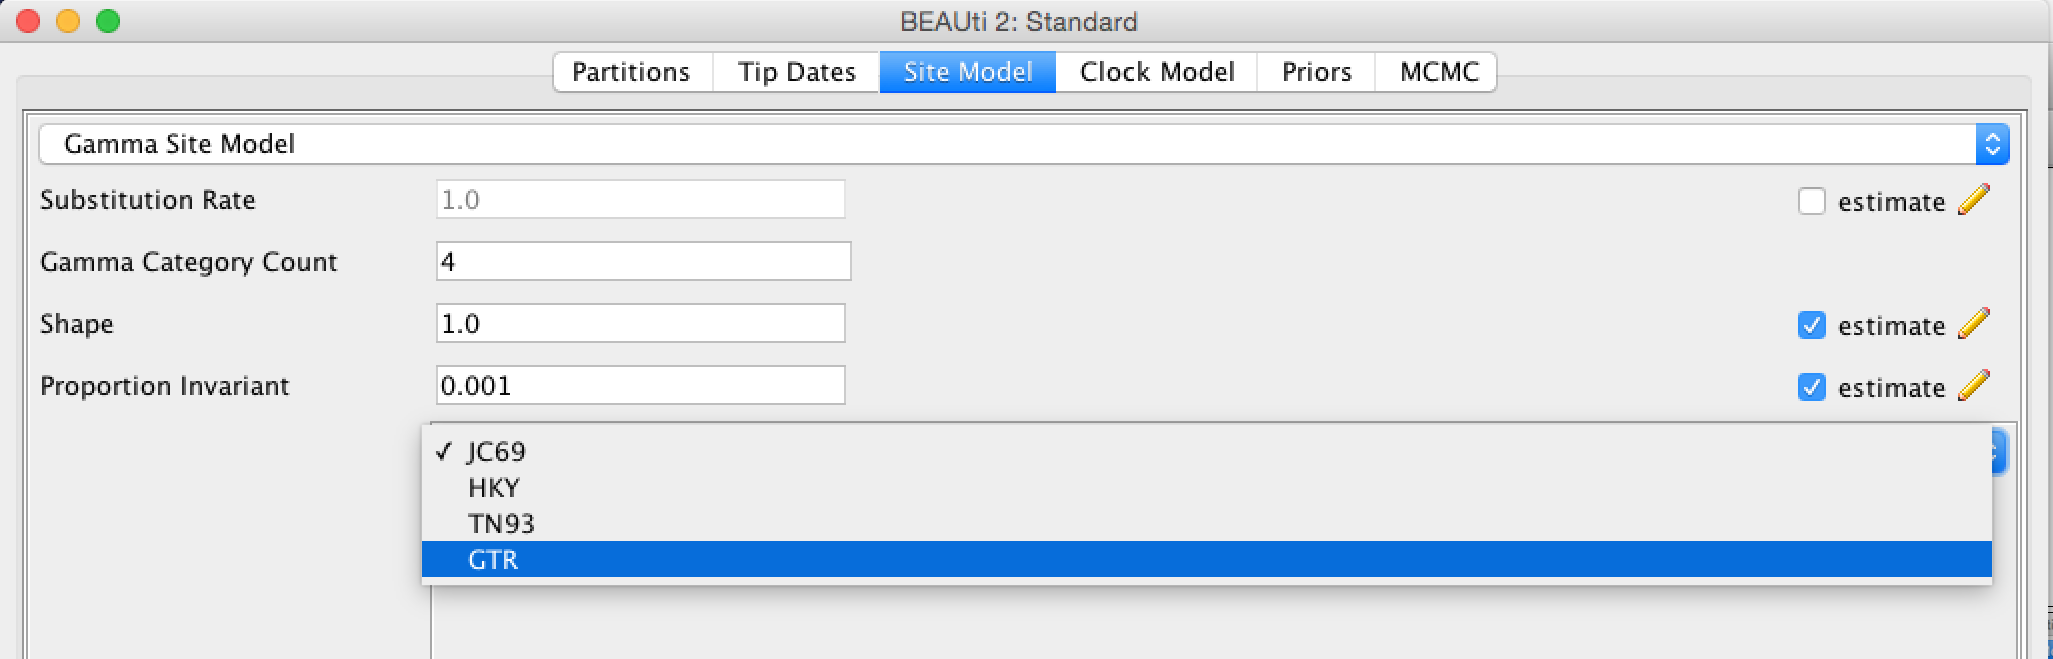 BEAUti 2: Standard
Partitions Tip Dates Site Model Clock Model Priors MCMC
Gamma Site Model
Substitution Rate 1.0 estimate
Gamma Category Count 4
Shape 1.0 estimate
Proportion Invariant 0.001 estimate
✓ JC69
HKY
TN93
GTR